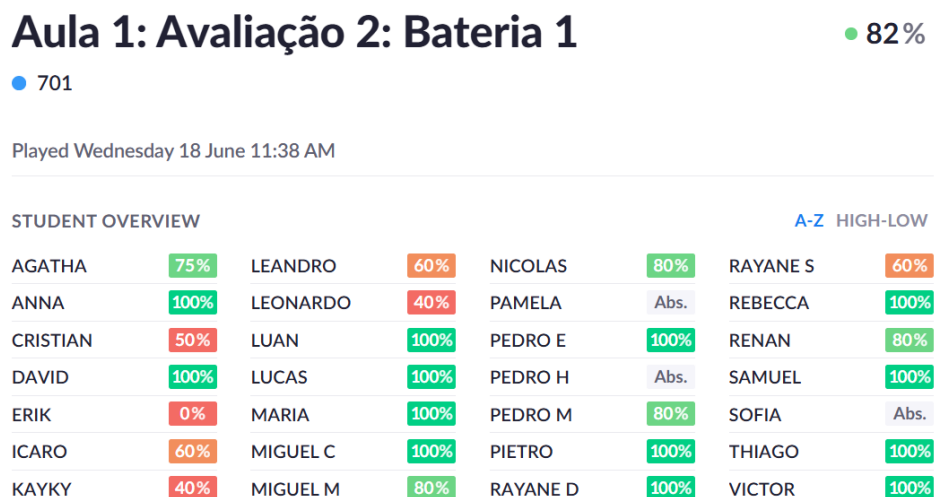 Aula 1: Avaliação 2: Bateria 1
82%
701
Played Wednesday 18 June 11:38 AM
STUDENT OVERVIEW
A-Z HIGH-LOW
AGATHA 75% LEANDRO 60% NICOLAS 80% RAYANE S 60%
ANNA 100% LEONARDO 40% PAMELA Abs. REBECCA 100%
CRISTIAN 50% LUAN 100% PEDRO E 100% RENAN 80%
DAVID 100% LUCAS 100% PEDRO H Abs. SAMUEL 100%
ERIK 0% MARIA 100% PEDRO M 80% SOFIA Abs.
ICARO 60% MIGUEL C 100% PIETRO 100% THIAGO 100%
KAYKY 40% MIGUEL M 80% RAYANE D 100% VICTOR 100%